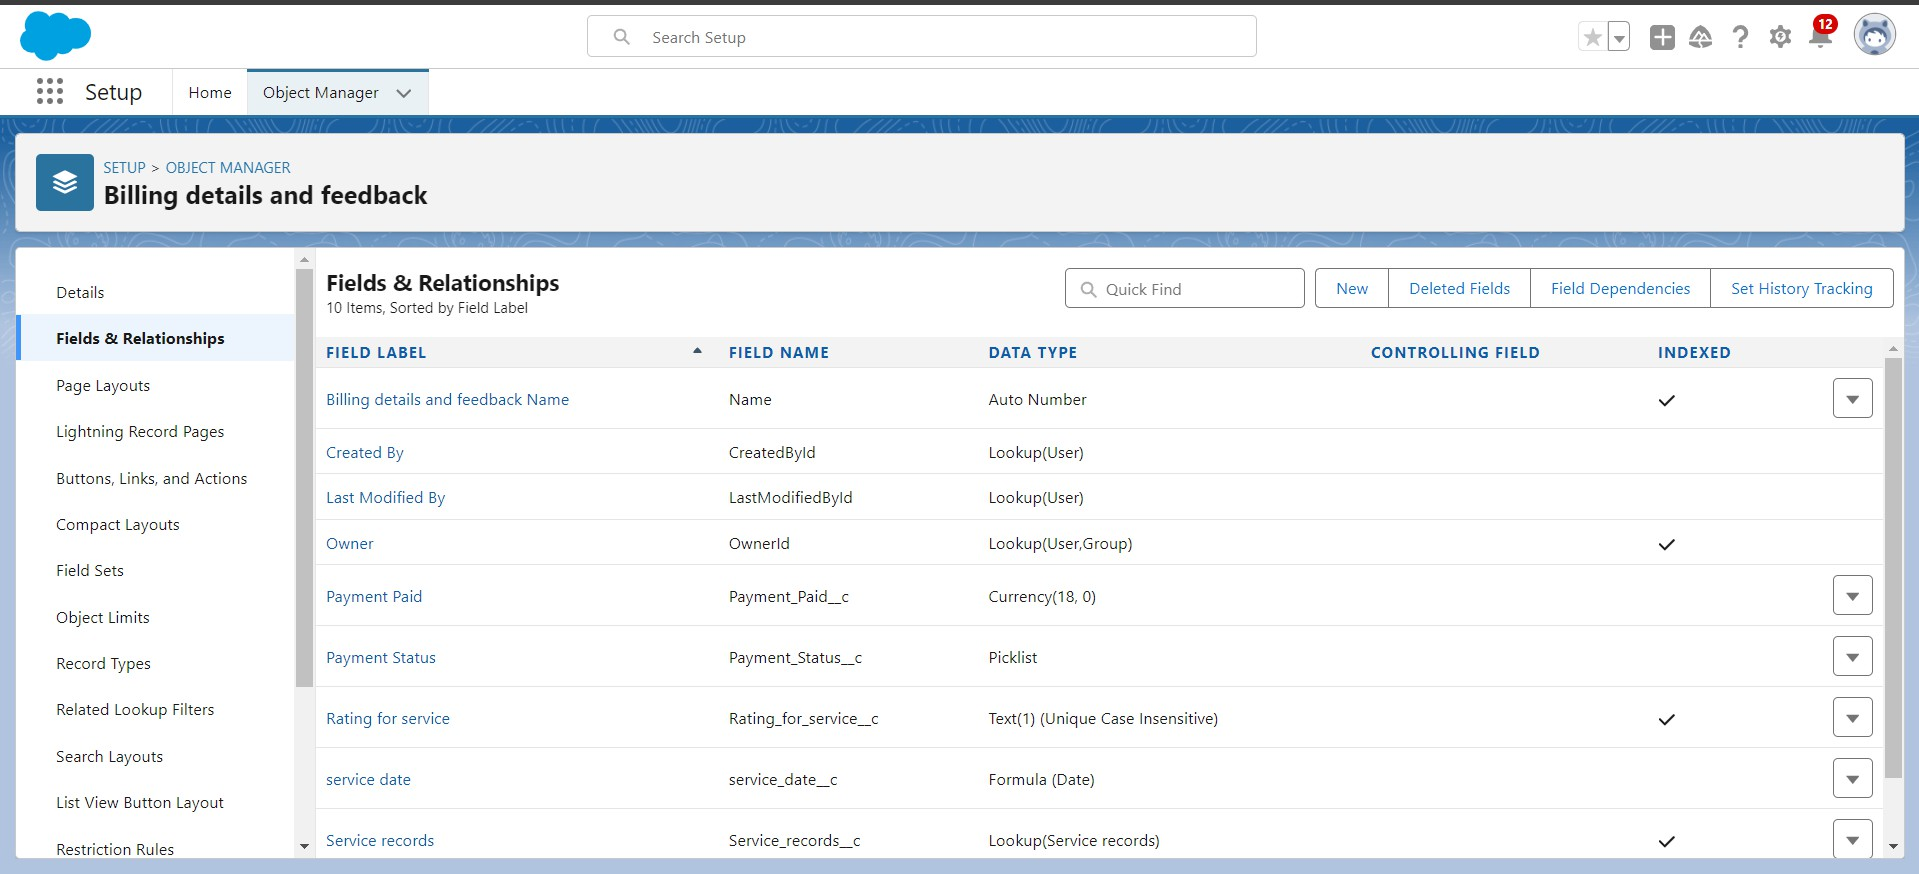 Search Setup
12
Setup
Home
Object Manager
SETUP > OBJECT MANAGER
Billing details and feedback
Details
Fields & Relationships
Page Layouts
Lightning Record Pages
Buttons, Links, and Actions
Compact Layouts
Field Sets
Object Limits
Record Types
Related Lookup Filters
Search Layouts
List View Button Layout
Restriction Rules
Fields & Relationships
10 Items, Sorted by Field Label
Quick Find
New
Deleted Fields
Field Dependencies
Set History Tracking
FIELD LABEL FIELD NAME DATA TYPE CONTROLLING FIELD INDEXED
Billing details and feedback Name Name Auto Number
Created By CreatedById Lookup(User)
Last Modified By LastModifiedById Lookup(User)
Owner OwnerId Lookup(User,Group)
Payment Paid Payment_Paid__c Currency(18, 0)
Payment Status Payment_Status__c Picklist
Rating for service Rating_for_service__c Text(1) (Unique Case Insensitive)
service date service_date__c Formula (Date)
Service records Service_records__c Lookup(Service records)